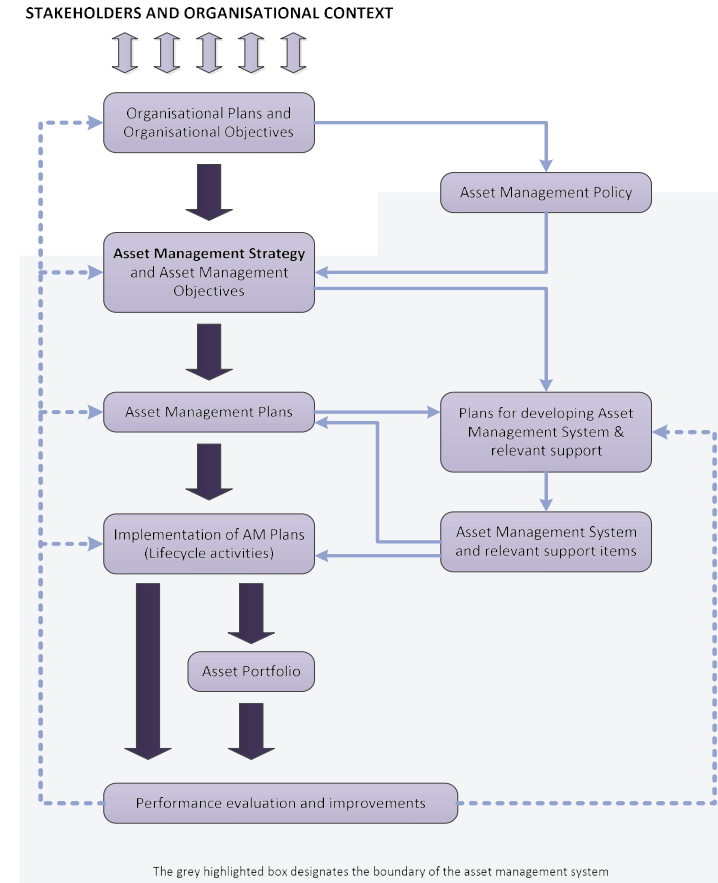 STAKEHOLDERS AND ORGANISATIONAL CONTEXT
Organisational Plans and
Organisational Objectives
Asset Management Policy
Asset Management Strategy
and Asset Management
Objectives
Asset Management Plans
Plans for developing Asset
Management System &
relevant support
Implementation of AM Plans
(Lifecycle activities)
Asset Management System
and relevant support items
Asset Portfolio
Performance evaluation and improvements
The grey highlighted box designates the boundary of the asset management system